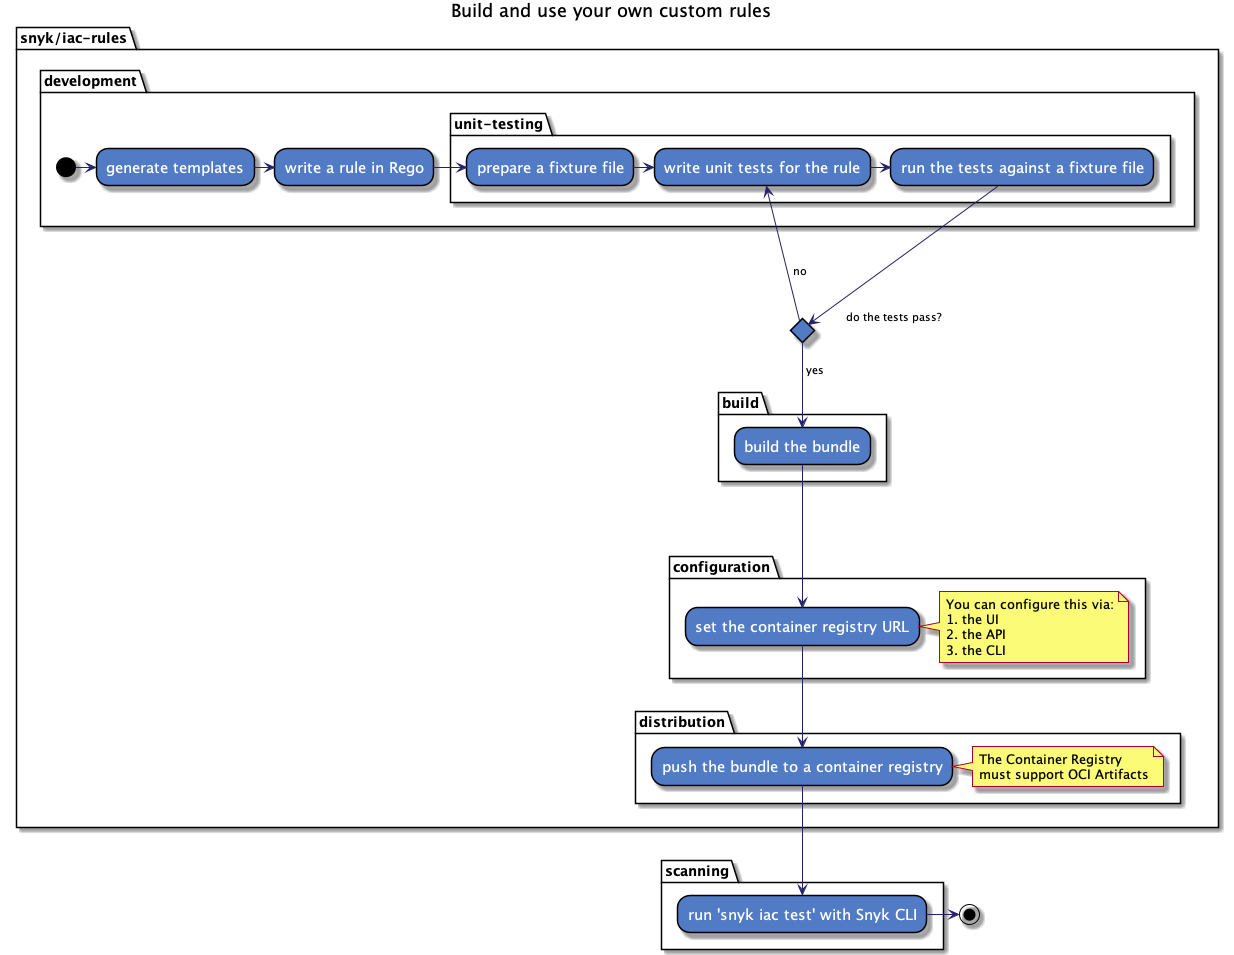 Build and use your own custom rules
snyk/iac-rules
development
unit-testing
generate templates
write a rule in Rego
prepare a fixture file
write unit tests for the rule
run the tests against a fixture file
no
do the tests pass?
yes
build
build the bundle
configuration
set the container registry URL
You can configure this via:
1. the UI
2. the API
3. the CLI
distribution
push the bundle to a container registry
The Container Registry
must support OCI Artifacts
scanning
run 'snyk iac test' with Snyk CLI